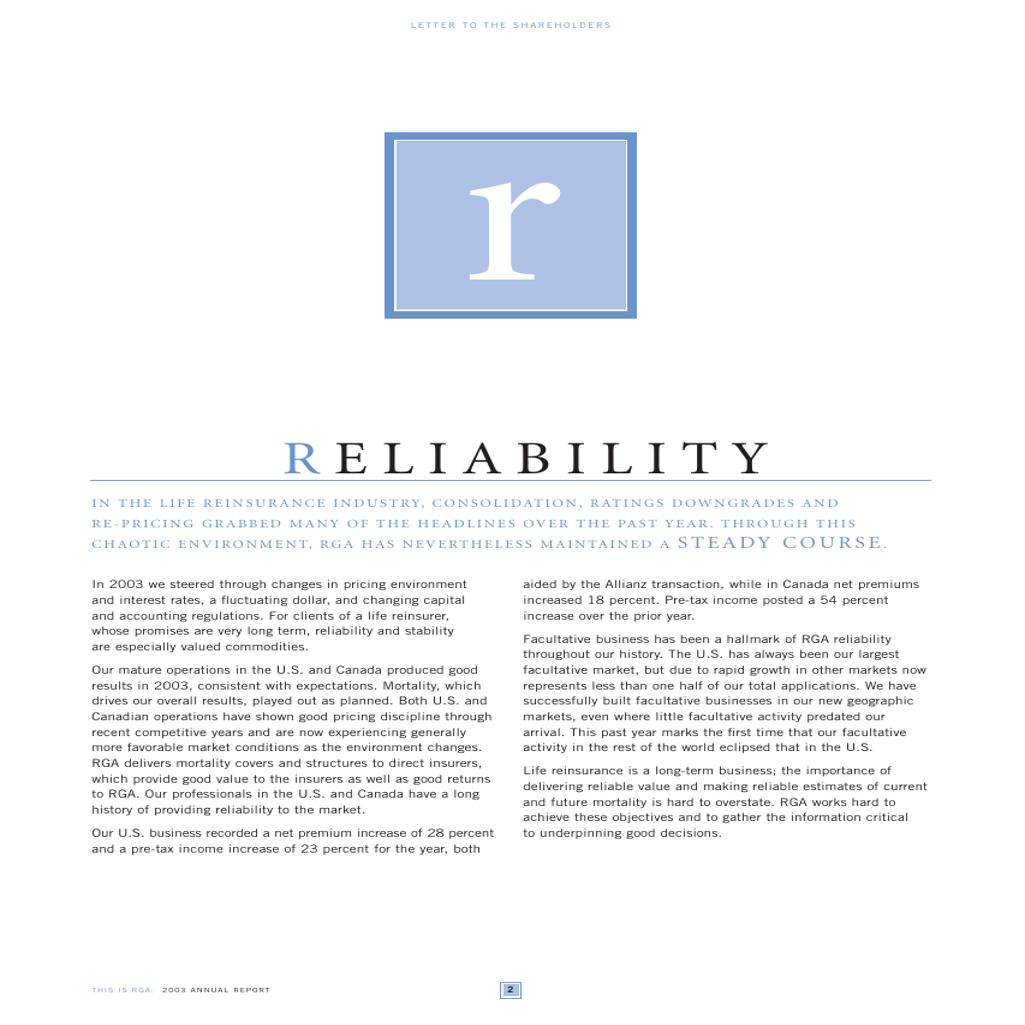 LETTER TO THE SHAREHOLDERS
r
RELIABILITY
IN THE LIFE REINSURANCE INDUSTRY, CONSOLIDATION, RATINGS DOWNGRADES AND
RE-PRICING GRABBED MANY OF THE HEADLINES OVER THE PAST YEAR. THROUGH THIS
CHAOTIC ENVIRONMENT, RGA HAS NEVERTHELESS MAINTAINED A STEADY COURSE.
In 2003 we steered through changes in pricing environment
and interest rates, a fluctuating dollar, and changing capital
and accounting regulations. For clients of a life reinsurer,
whose promises are very long term, reliability and stability
are especially valued commodities.
Our mature operations in the U.S. and Canada produced good
results in 2003, consistent with expectations. Mortality, which
drives our overall results, played out as planned. Both U.S. and
Canadian operations have shown good pricing discipline through
recent competitive years and are now experiencing generally
more favorable market conditions as the environment changes.
RGA delivers mortality covers and structures to direct insurers,
which provide good value to the insurers as well as good returns
to RGA. Our professionals in the U.S. and Canada have a long
history of providing reliability to the market.
Our U.S. business recorded a net premium increase of 28 percent
and a pre-tax income increase of 23 percent for the year, both
aided by the Allianz transaction, while in Canada net premiums
increased 18 percent. Pre-tax income posted a 54 percent
increase over the prior year.
Facultative business has been a hallmark of RGA reliability
throughout our history. The U.S. has always been our largest
facultative market, but due to rapid growth in other markets now
represents less than one half of our total applications. We have
successfully built facultative businesses in our new geographic
markets, even where little facultative activity predated our
arrival. This past year marks the first time that our facultative
activity in the rest of the world eclipsed that in the U.S.
Life reinsurance is a long-term business; the importance of
delivering reliable value and making reliable estimates of current
and future mortality is hard to overstate. RGA works hard to
achieve these objectives and to gather the information critical
to underpinning good decisions.
THIS IS RGA. 2003 ANNUAL REPORT
2